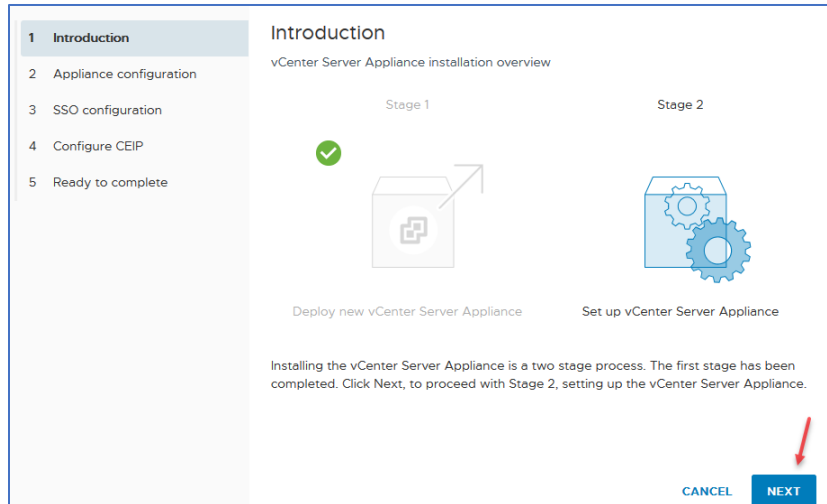 1 Introduction
2 Appliance configuration
3 SSO configuration
4 Configure CEIP
5 Ready to complete
Introduction
vCenter Server Appliance installation overview
Stage 1
Stage 2
Deploy new vCenter Server Appliance
Set up vCenter Server Appliance
Installing the vCenter Server Appliance is a two stage process. The first stage has been
completed. Click Next, to proceed with Stage 2, setting up the vCenter Server Appliance.
CANCEL
NEXT